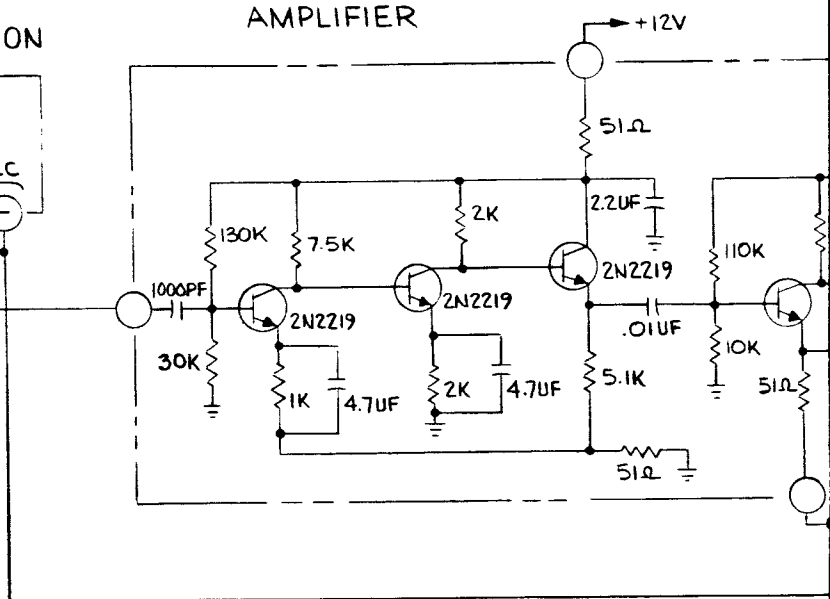 AMPLIFIER
ON
+12V
51Ω
2.2UF
130K
7.5K
2K
110K
1000PF
2N2219
2N2219
2N2219
.01UF
30K
1K
4.7UF
2K
4.7UF
5.1K
10K
51Ω
51Ω